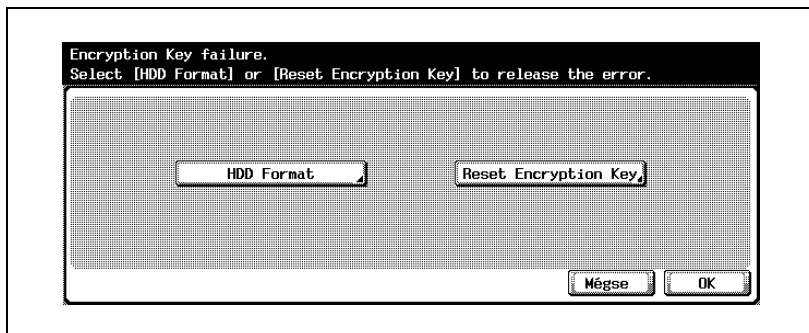 Encryption Key failure.
Select [HDD Format] or [Reset Encryption Key] to release the error.
HDD Format
Reset Encryption Key
Mégse
OK